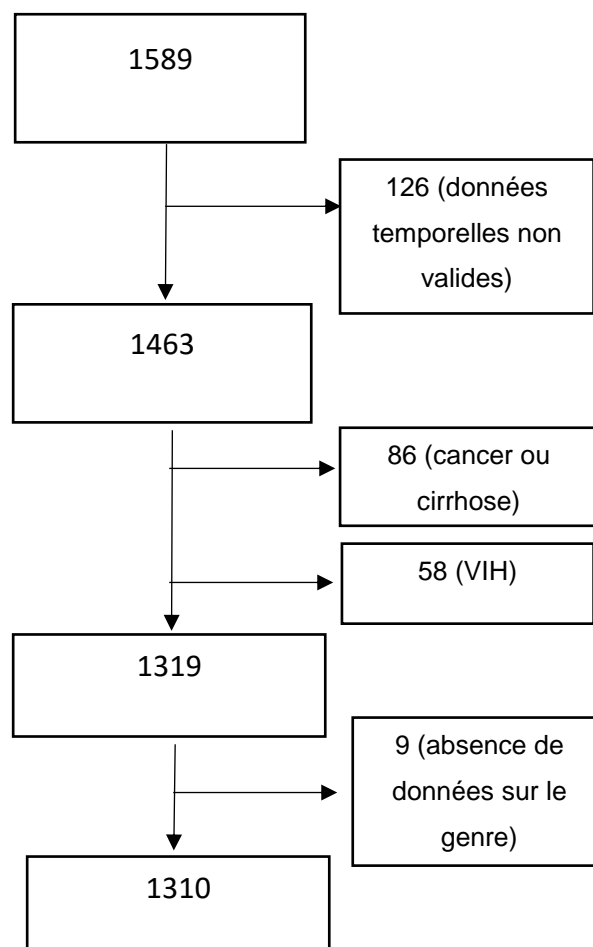 1589
126 (données
temporelles non
valides)
1463
86 (cancer ou
cirrhose)
58 (VIH)
1319
9 (absence de
données sur le
genre)
1310